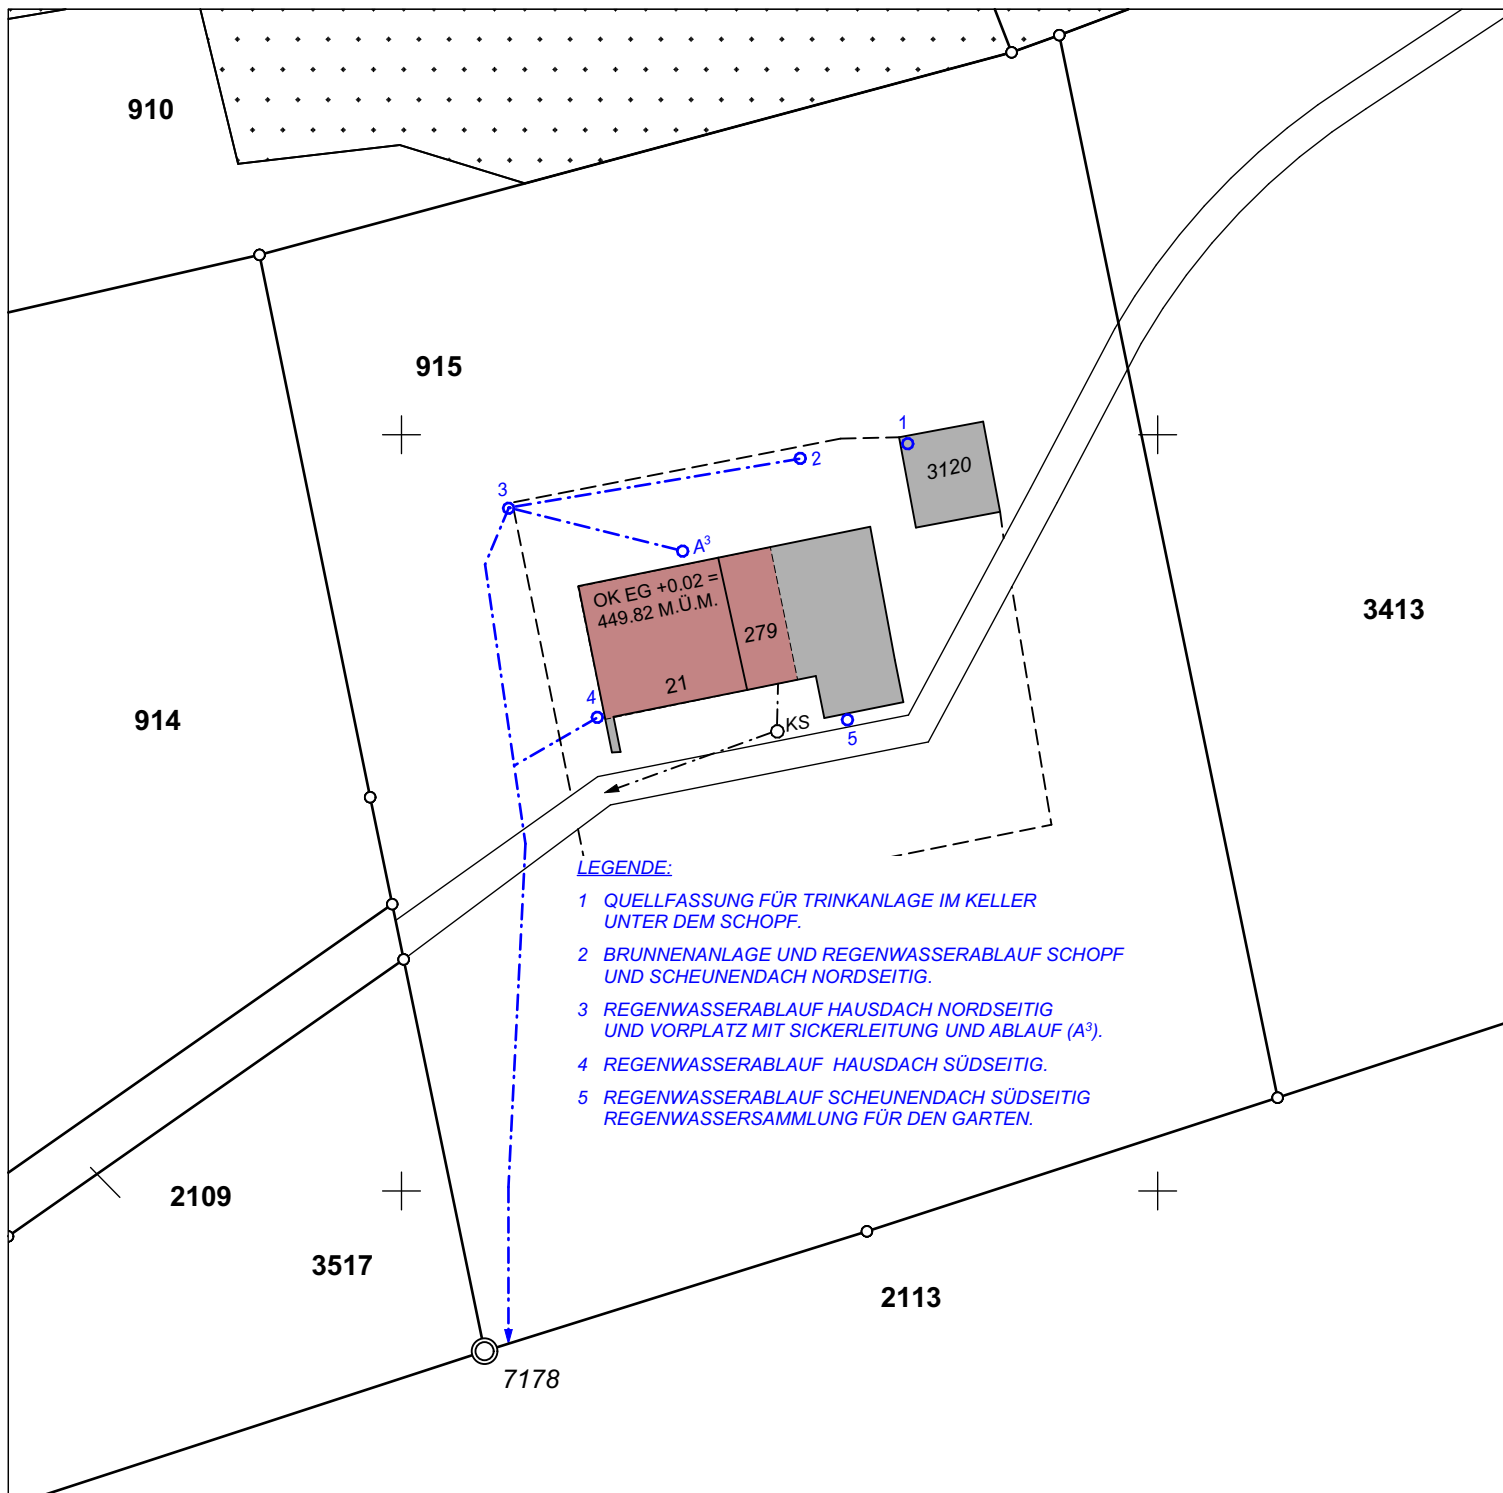 910
915
1
3120
2
3
A³
OK EG +0.02 =
449.82 M.Ü.M.
279
21
3413
4
KS
5
914
LEGENDE:
1 QUELLFASSUNG FÜR TRINKANLAGE IM KELLER
UNTER DEM SCHOPF.
2 BRUNNENANLAGE UND REGENWASSERABLAUF SCHOPF
UND SCHEUNENDACH NORDSEITIG.
3 REGENWASSERABLAUF HAUSDACH NORDSEITIG
UND VORPLATZ MIT SICKERLEITUNG UND ABLAUF (A³).
4 REGENWASSERABLAUF HAUSDACH SÜDSEITIG.
5 REGENWASSERABLAUF SCHEUNENDACH SÜDSEITIG
REGENWASSERSAMMLUNG FÜR DEN GARTEN.
2109
3517
2113
7178